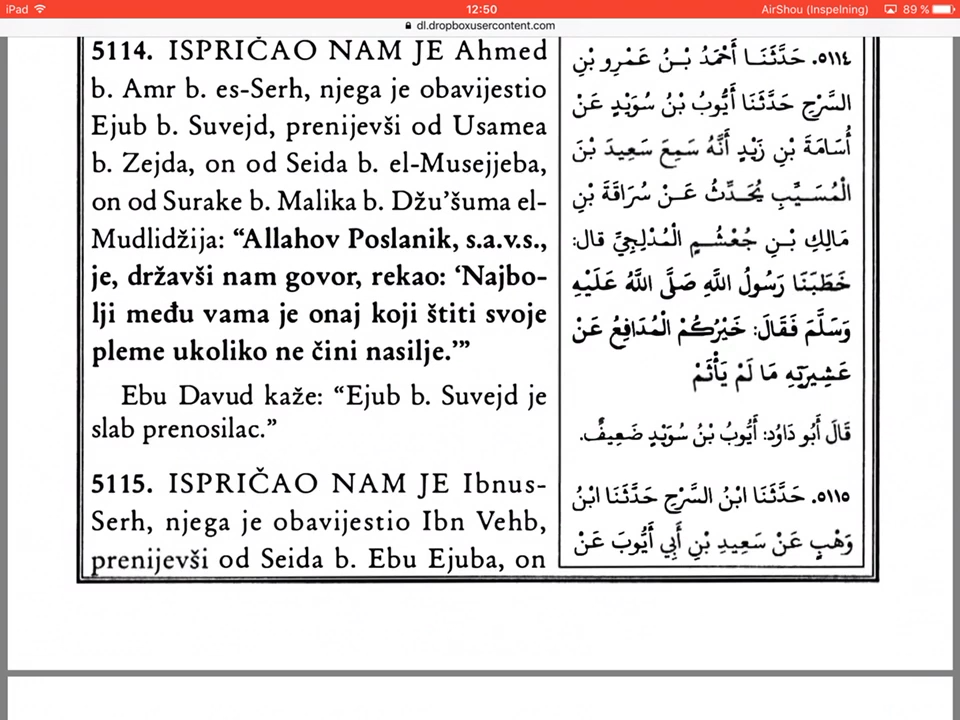 iPad 12:50 AirShou (Inspelning) 89 %
dl.dropboxusercontent.com
5114. ISPRIČAO NAM JE Ahmed
b. Amr b. es-Serh, njega je obavijestio
Ejub b. Suvejd, prenijevši od Usamea
b. Zejda, on od Seida b. el-Musejjeba,
on od Surake b. Malika b. Džu’šuma el-
Mudlidžija: “Allahov Poslanik, s.a.v.s.,
je, državši nam govor, rekao: ‘Najbo-
lji među vama je onaj koji štiti svoje
pleme ukoliko ne čini nasilje.’”
Ebu Davud kaže: “Ejub b. Suvejd je
slab prenosilac.”
5115. ISPRIČAO NAM JE Ibnus-
Serh, njega je obavijestio Ibn Vehb,
prenijevši od Seida b. Ebu Ejuba, on
٥١١٤. حَدَّثَنَا أَحْمَدُ بْنُ عَمْرِو بْنِ
السَّرْحِ حَدَّثَنَا أَيُّوبُ بْنُ سُوَيْدٍ عَنْ
أُسَامَةَ بْنِ زَيْدٍ أَنَّهُ سَمِعَ سَعِيدَ بْنَ
الْمُسَيَّبِ يُحَدِّثُ عَنْ سُرَاقَةَ بْنِ
مَالِكِ بْنِ جُعْشُمٍ الْمُدْلِجِيِّ قال:
خَطَبَنَا رَسُولُ اللَّهِ صَلَّى اللَّهُ عَلَيْهِ
وَسَلَّمَ فَقَالَ: خَيْرُكُمْ الْمُدَافِعُ عَنْ
عَشِيرَتِهِ مَا لَمْ يَأْثَمْ
قَالَ أَبُو دَاوُد: أَيُّوبُ بْنُ سُوَيْدٍ ضَعِيفٌ.
٥١١٥. حَدَّثَنَا ابْنُ السَّرْحِ حَدَّثَنَا ابْنُ
وَهْبٍ عَنْ سَعِيدِ بْنِ أَبِي أَيُّوبَ عَنْ